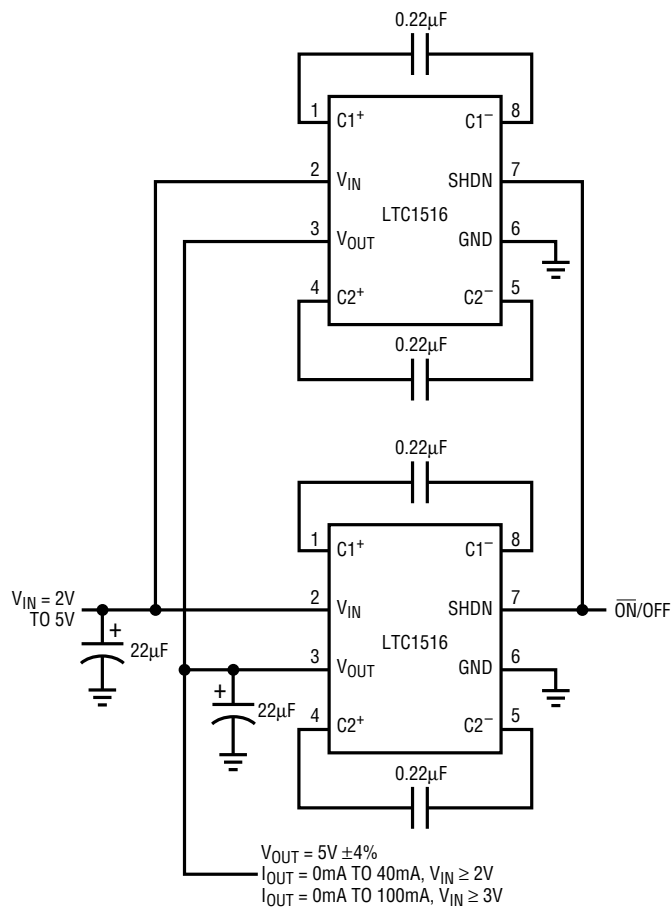 0.22µF
1 C1+ C1− 8
2 VIN SHDN 7
LTC1516
3 VOUT GND 6
4 C2+ C2− 5
0.22µF
0.22µF
1 C1+ C1− 8
VIN = 2V
TO 5V
2 VIN SHDN 7
ON/OFF
+
22µF
LTC1516
3 VOUT GND 6
+
22µF
4 C2+ C2− 5
0.22µF
VOUT = 5V ±4%
IOUT = 0mA TO 40mA, VIN ≥ 2V
IOUT = 0mA TO 100mA, VIN ≥ 3V